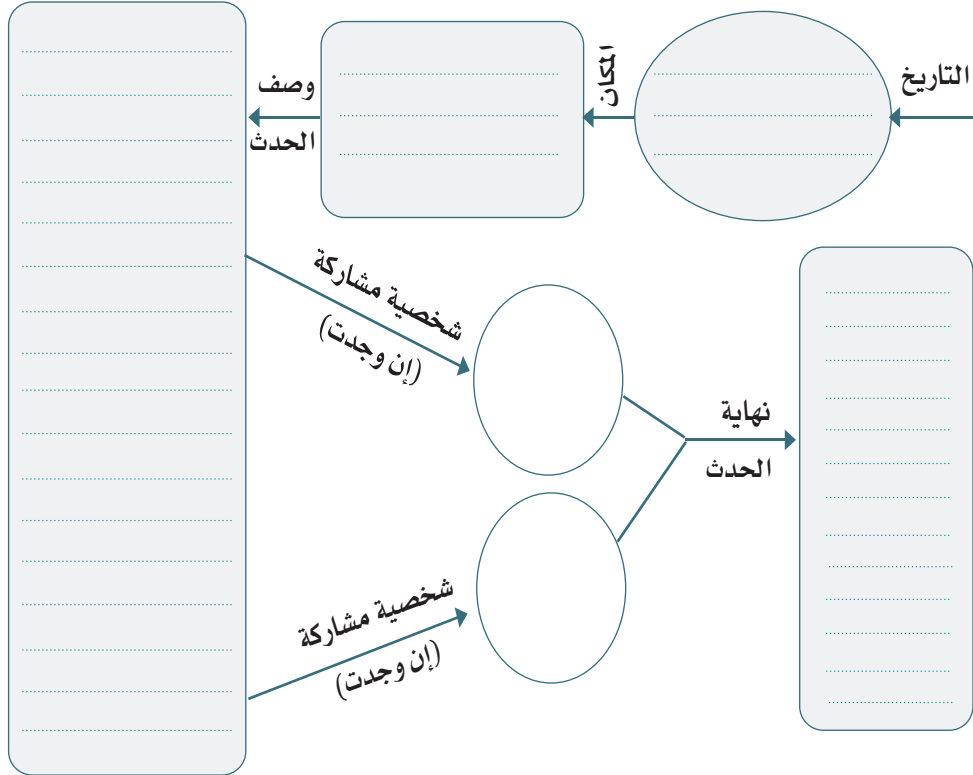 التاريخ
المكان
وصف
الحدث
شخصية مشاركة
(إن وجدت)
نهاية
الحدث
شخصية مشاركة
(إن وجدت)